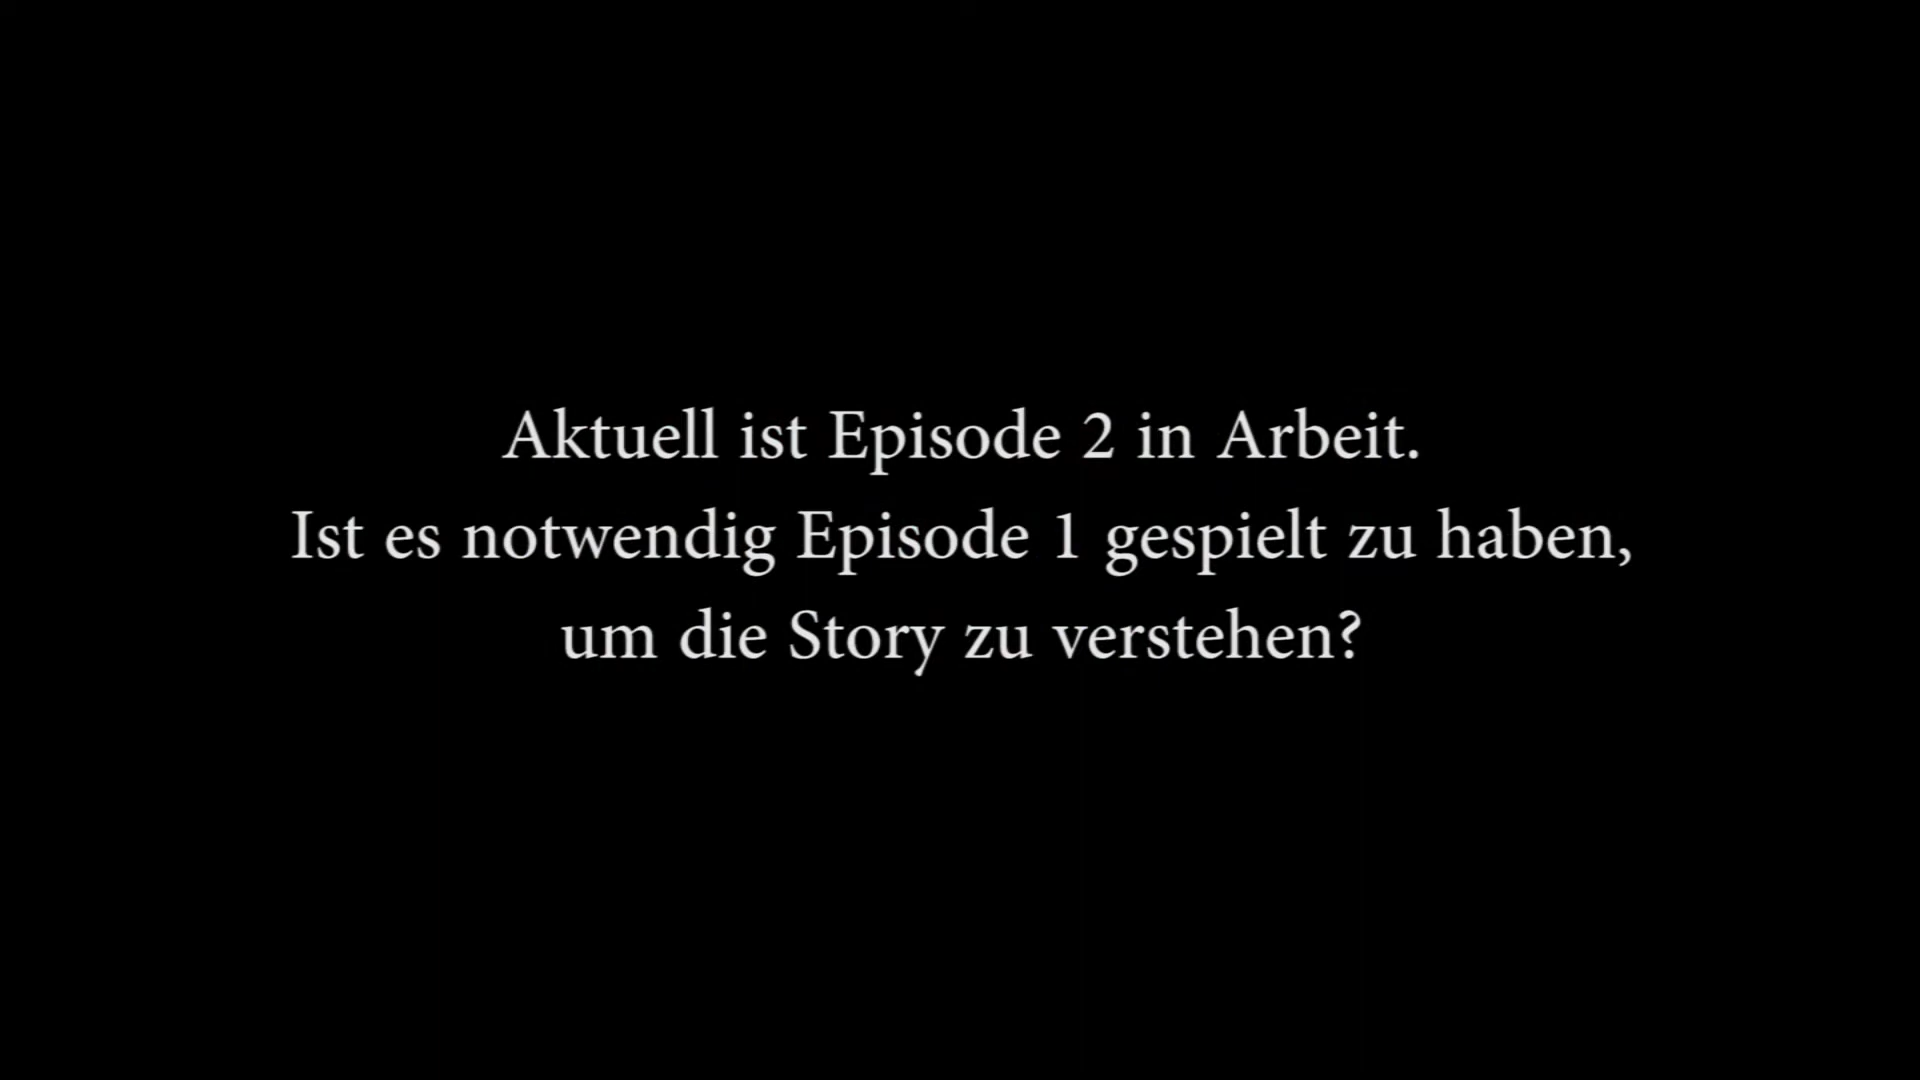 Aktuell ist Episode 2 in Arbeit.
Ist es notwendig Episode 1 gespielt zu haben,
um die Story zu verstehen?